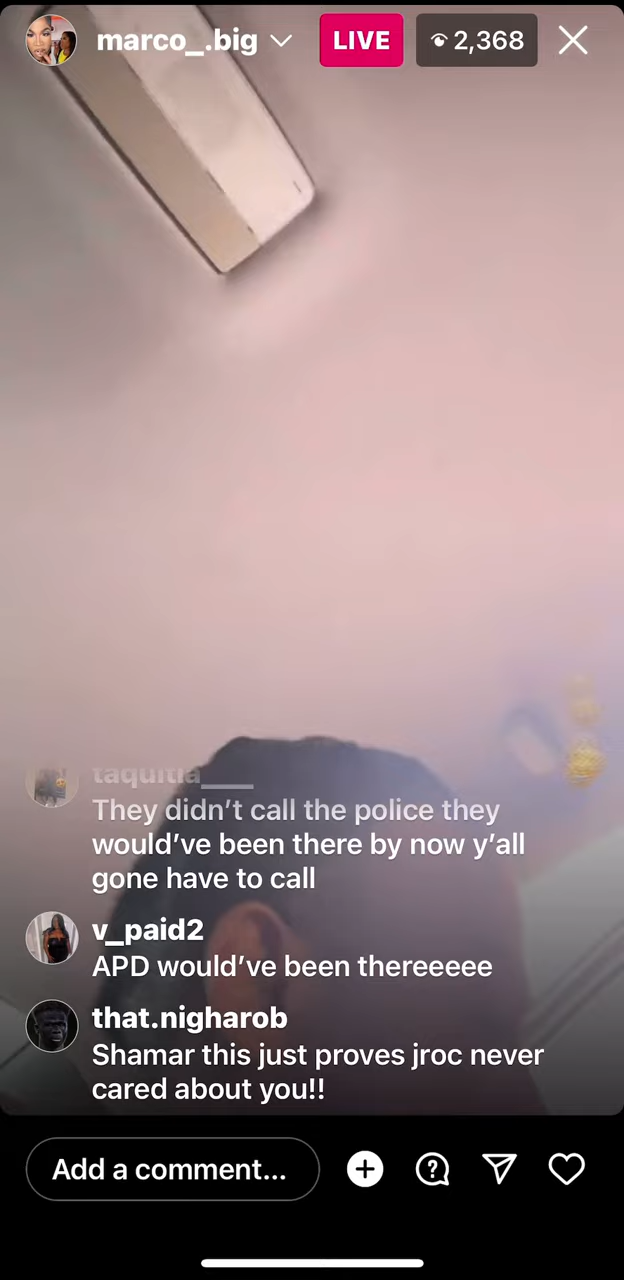 marco_.big
LIVE
2,368
taquitia___
They didn't call the police they
would've been there by now y'all
gone have to call
v_paid2
APD would've been thereeeee
that.nigharob
Shamar this just proves jroc never
cared about you!!
Add a comment...